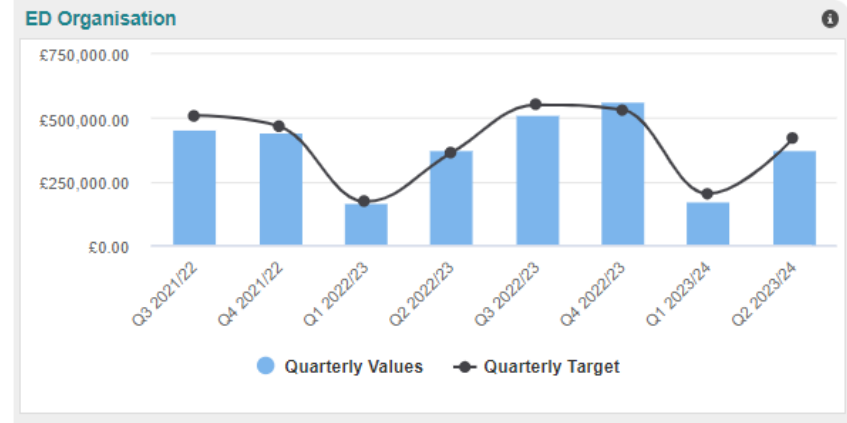 ED Organisation
£750,000.00
£500,000.00
£250,000.00
£0.00
Q3 2021/22
Q4 2021/22
Q1 2022/23
Q2 2022/23
Q3 2022/23
Q4 2022/23
Q1 2023/24
Q2 2023/24
Quarterly Values
Quarterly Target